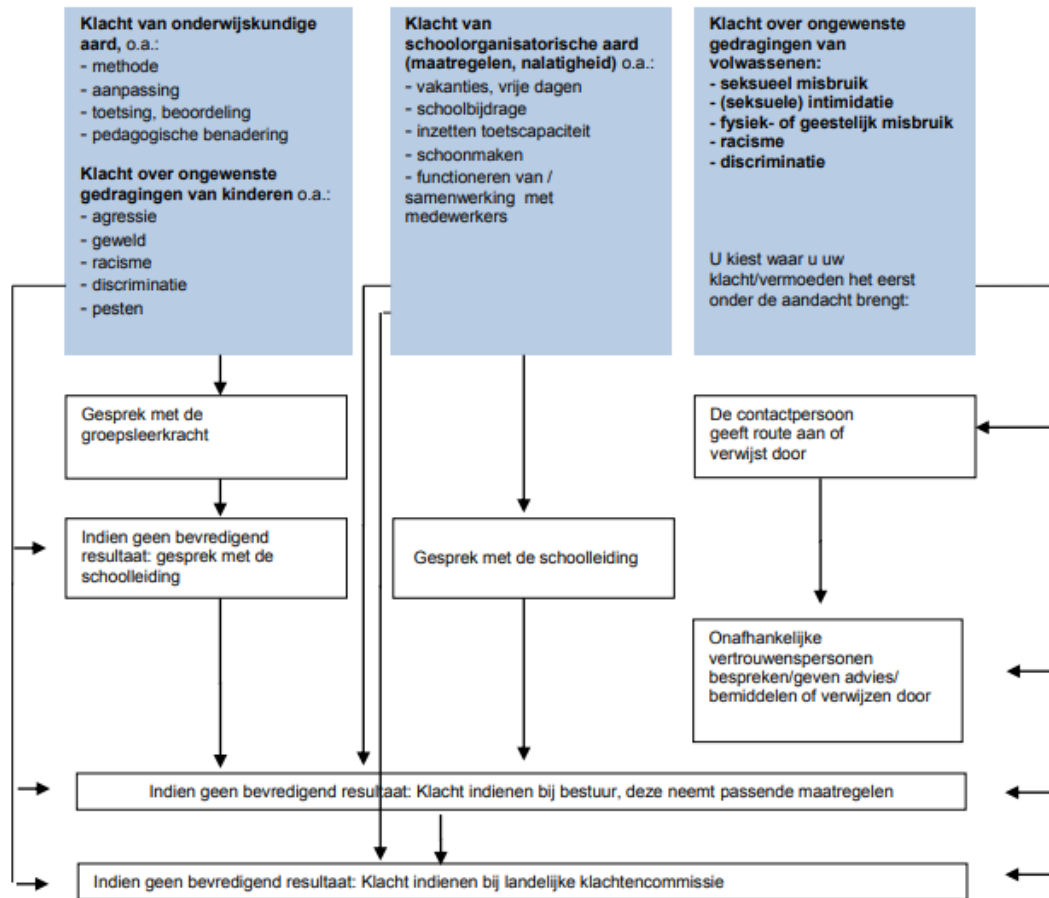 Klacht van onderwijskundige
aard, o.a.:
- methode
- aanpassing
- toetsing, beoordeling
- pedagogische benadering
Klacht over ongewenste
gedragingen van kinderen o.a.:
- agressie
- geweld
- racisme
- discriminatie
- pesten
Klacht van
schoolorganisatorische aard
(maatregelen, nalatigheid) o.a.:
- vakanties, vrije dagen
- schoolbijdrage
- inzetten toetscapaciteit
- schoonmaken
- functioneren van /
samenwerking met
medewerkers
Klacht over ongewenste
gedragingen van
volwassenen:
- seksueel misbruik
- (seksuele) intimidatie
- fysiek- of geestelijk misbruik
- racisme
- discriminatie
U kiest waar u uw
klacht/vermoeden het eerst
onder de aandacht brengt:
Gesprek met de
groepsleerkracht
De contactpersoon
geeft route aan of
verwijst door
Indien geen bevredigend
resultaat: gesprek met de
schoolleiding
Gesprek met de schoolleiding
Onafhankelijke
vertrouwenspersonen
bespreken/geven advies/
bemiddelen of verwijzen door
Indien geen bevredigend resultaat: Klacht indienen bij bestuur, deze neemt passende maatregelen
Indien geen bevredigend resultaat: Klacht indienen bij landelijke klachtencommissie